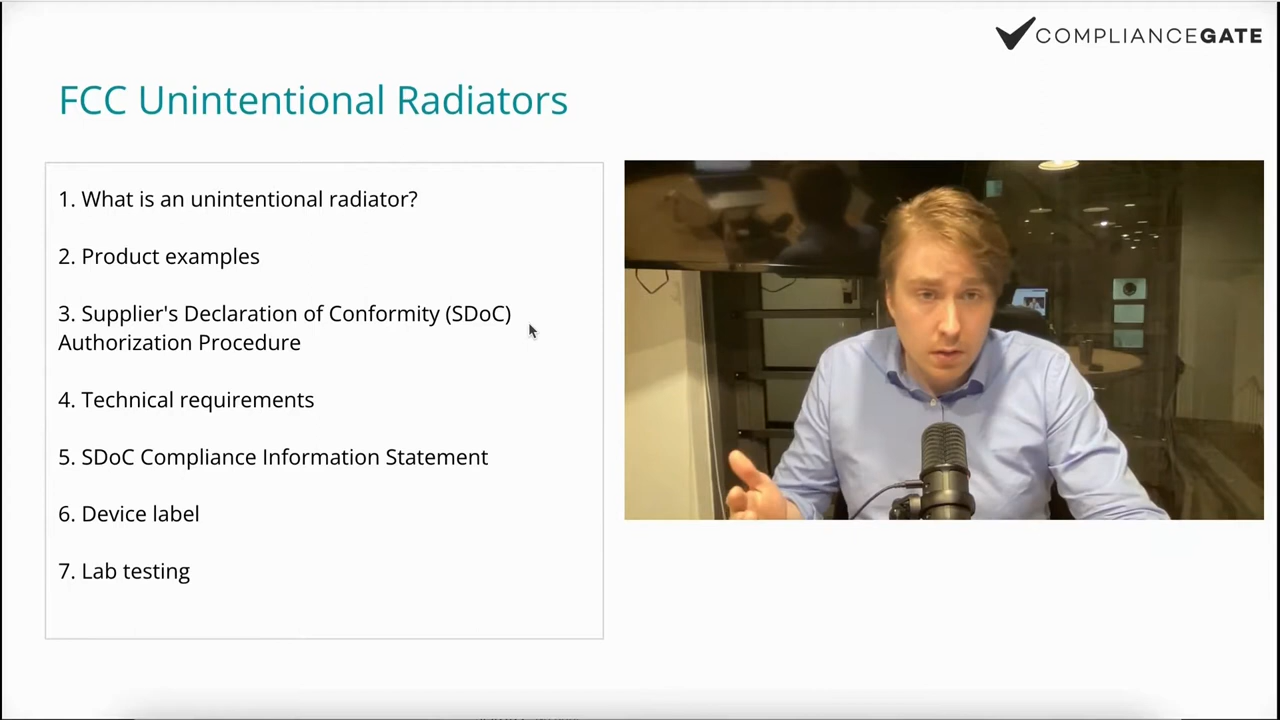 COMPLIANCEGATE
FCC Unintentional Radiators
1. What is an unintentional radiator?
2. Product examples
3. Supplier's Declaration of Conformity (SDoC)
Authorization Procedure
4. Technical requirements
5. SDoC Compliance Information Statement
6. Device label
7. Lab testing